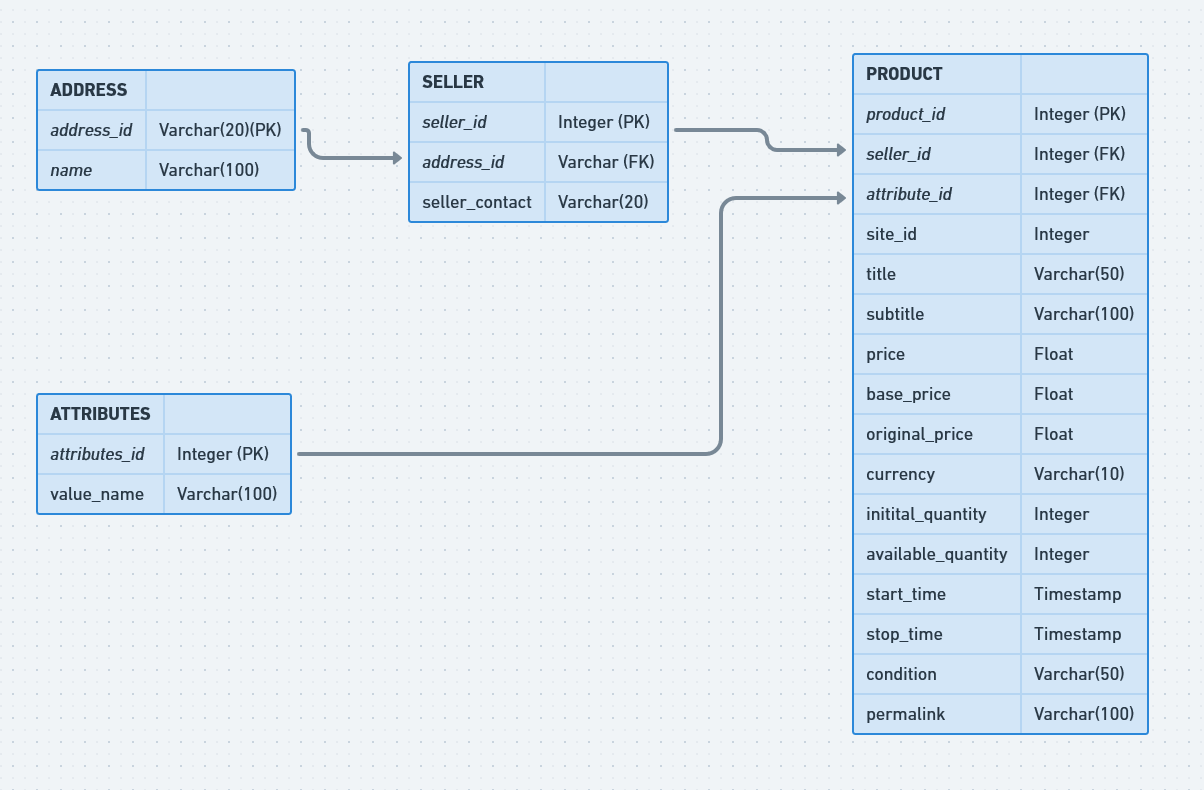 ADDRESS
address_id Varchar(20)(PK)
name Varchar(100)
SELLER
seller_id Integer (PK)
address_id Varchar (FK)
seller_contact Varchar(20)
PRODUCT
product_id Integer (PK)
seller_id Integer (FK)
attribute_id Integer (FK)
site_id Integer
title Varchar(50)
subtitle Varchar(100)
price Float
base_price Float
original_price Float
currency Varchar(10)
initital_quantity Integer
available_quantity Integer
start_time Timestamp
stop_time Timestamp
condition Varchar(50)
permalink Varchar(100)
ATTRIBUTES
attributes_id Integer (PK)
value_name Varchar(100)